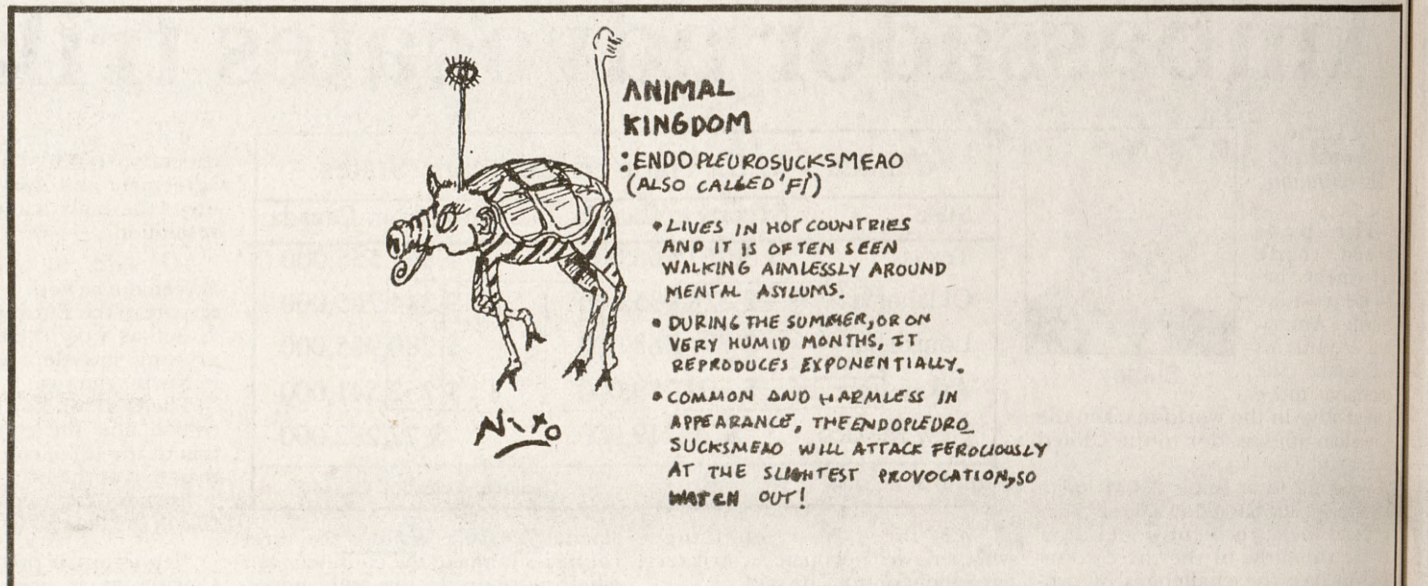 ANIMAL
KINGDOM
:ENDOPLEUROSUCKSMEAO
(ALSO CALLED 'FI')
• LIVES IN HOT COUNTRIES
AND IT IS OFTEN SEEN
WALKING AIMLESSLY AROUND
MENTAL ASYLUMS.
• DURING THE SUMMER, OR ON
VERY HUMID MONTHS, IT
REPRODUCES EXPONENTIALLY.
• COMMON AND HARMLESS IN
APPEARANCE, THE ENDOPLEURO_
SUCKSMEAO WILL ATTACK FEROCIOUSLY
AT THE SLIGHTEST PROVOCATION, SO
WATCH OUT!